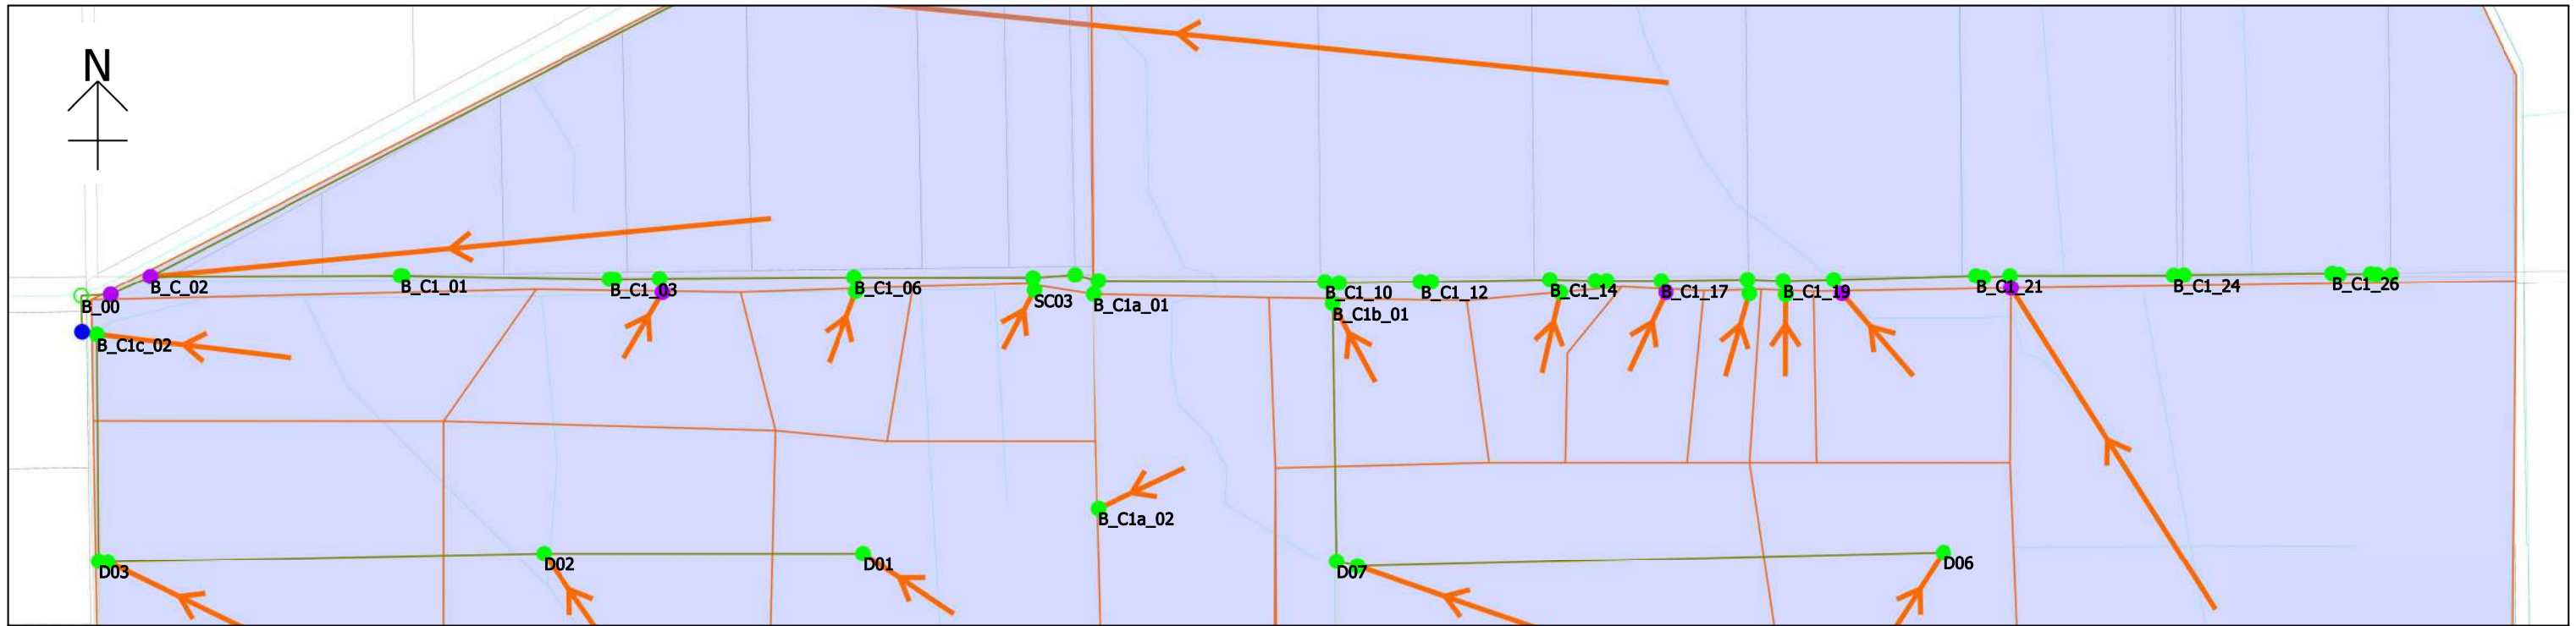 N
B_C_02
B_C1_01
B_C1_03
B_C1_06
SC03
B_C1a_01
B_C1_10
B_C1_12
B_C1_14
B_C1_17
B_C1_19
B_C1_21
B_C1_24
B_C1_26
B_00
B_C1b_01
B_C1c_02
B_C1a_02
D03
D02
D01
D07
D06